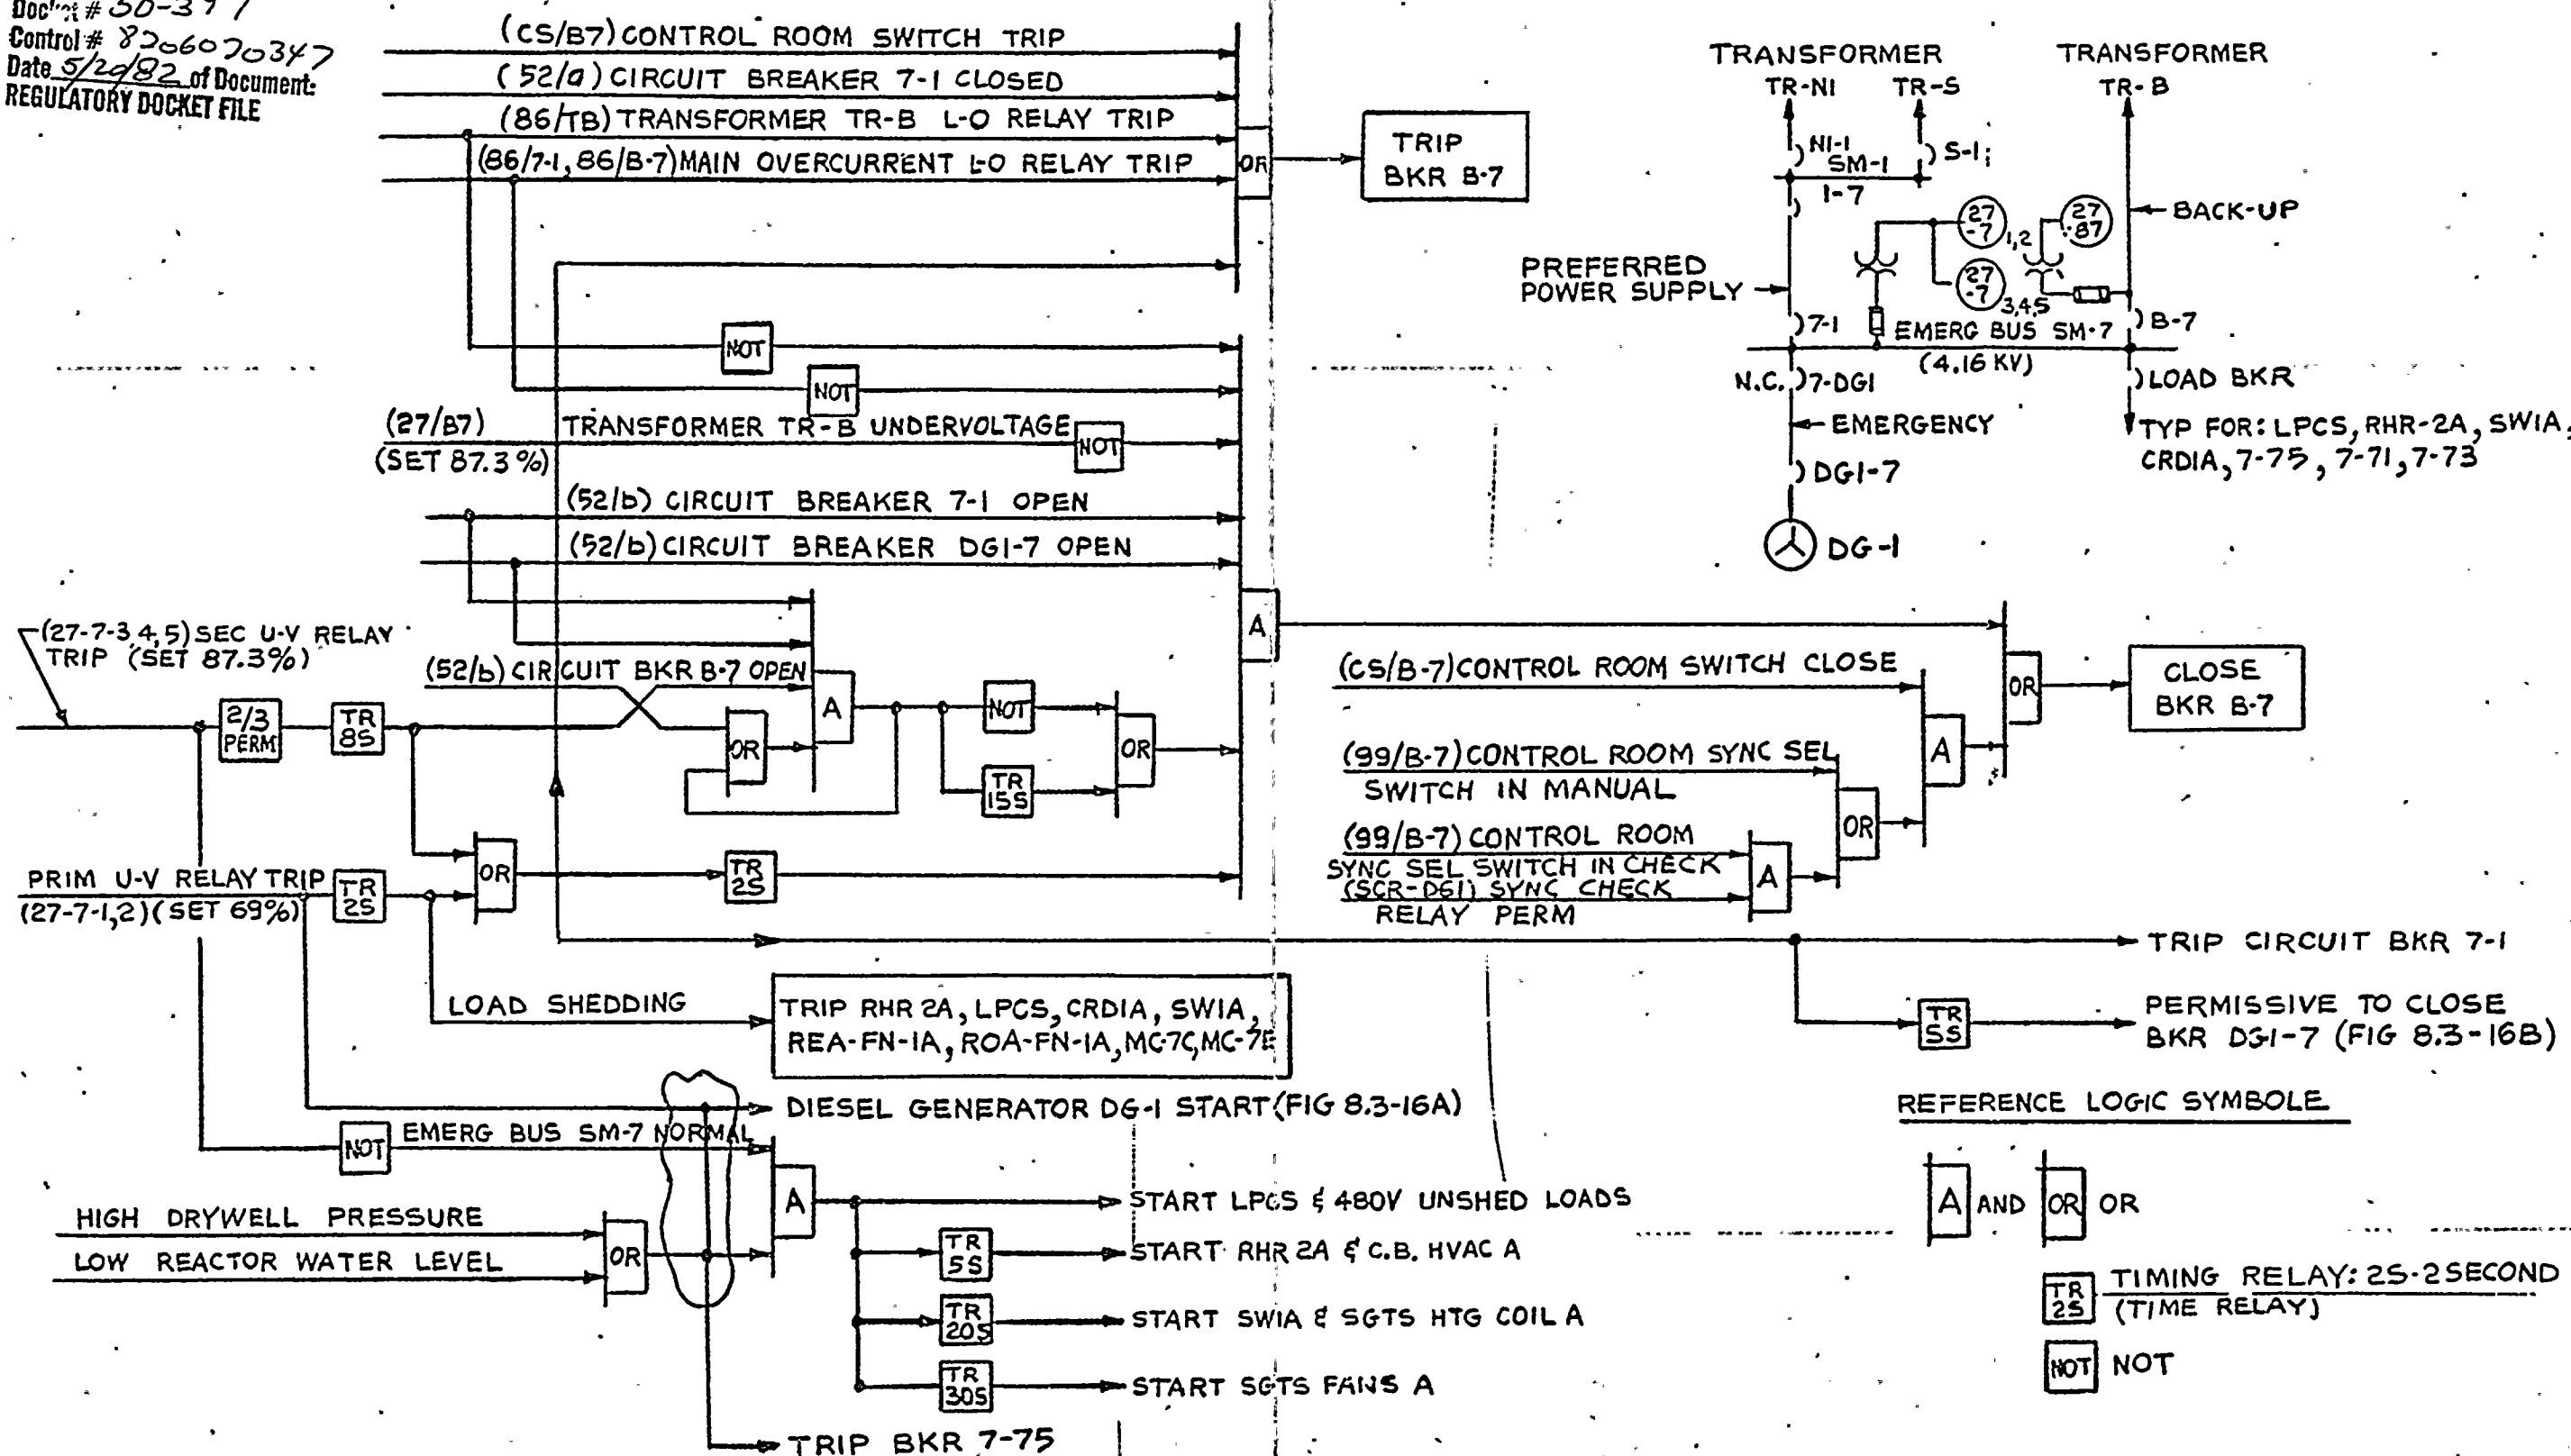 Docket # 50-397
Control # 8206070347
Date 5/20/82 of Document:
REGULATORY DOCKET FILE
(CS/B7) CONTROL ROOM SWITCH TRIP
(52/a) CIRCUIT BREAKER 7-1 CLOSED
(86/TB) TRANSFORMER TR-B L-O RELAY TRIP
(86/7-1, 86/B-7) MAIN OVERCURRENT L-O RELAY TRIP
OR
TRIP
BKR B-7
NOT
NOT
(27/B7) TRANSFORMER TR-B UNDERVOLTAGE
(SET 87.3%)
NOT
(52/b) CIRCUIT BREAKER 7-1 OPEN
(52/b) CIRCUIT BREAKER DG1-7 OPEN
A
(27-7-3,4,5) SEC U-V RELAY
TRIP (SET 87.3%)
(52/b) CIRCUIT BKR B-7 OPEN
2/3
PERM
TR
8S
OR
A
NOT
TR
15S
OR
PRIM U-V RELAY TRIP
(27-7-1,2) (SET 69%)
TR
2S
OR
TR
2S
LOAD SHEDDING
TRIP RHR 2A, LPCS, CRD1A, SW1A,
REA-FN-1A, ROA-FN-1A, MC-7C, MC-7E
DIESEL GENERATOR DG-1 START (FIG 8.3-16A)
NOT
EMERG BUS SM-7 NORMAL
A
HIGH DRYWELL PRESSURE
LOW REACTOR WATER LEVEL
OR
START LPCS & 480V UNSHED LOADS
TR
5S
START RHR 2A & C.B. HVAC A
TR
20S
START SW1A & SGTS HTG COIL A
TR
30S
START SGTS FANS A
TRIP BKR 7-75
TRANSFORMER
TR-N1 TR-S
TRANSFORMER
TR-B
N1-1
SM-1
S-1
1-7
27
-7
1,2
27
-87
BACK-UP
PREFERRED
POWER SUPPLY
27
-7
3,4,5
7-1
EMERG BUS SM-7
(4.16 KV)
B-7
N.C.
7-DG1
LOAD BKR
EMERGENCY
TYP FOR: LPCS, RHR-2A, SW1A,
CRD1A, 7-75, 7-71, 7-73
DG1-7
DG-1
(CS/B-7) CONTROL ROOM SWITCH CLOSE
(99/B-7) CONTROL ROOM SYNC SEL
SWITCH IN MANUAL
(99/B-7) CONTROL ROOM
SYNC SEL SWITCH IN CHECK
(SCR-DG1) SYNC CHECK
RELAY PERM
A
OR
A
OR
CLOSE
BKR B-7
TRIP CIRCUIT BKR 7-1
TR
5S
PERMISSIVE TO CLOSE
BKR DG1-7 (FIG 8.3-16B)
REFERENCE LOGIC SYMBOLE
A AND OR OR
TR
2S
TIMING RELAY: 2S-2SECOND
(TIME RELAY)
NOT NOT